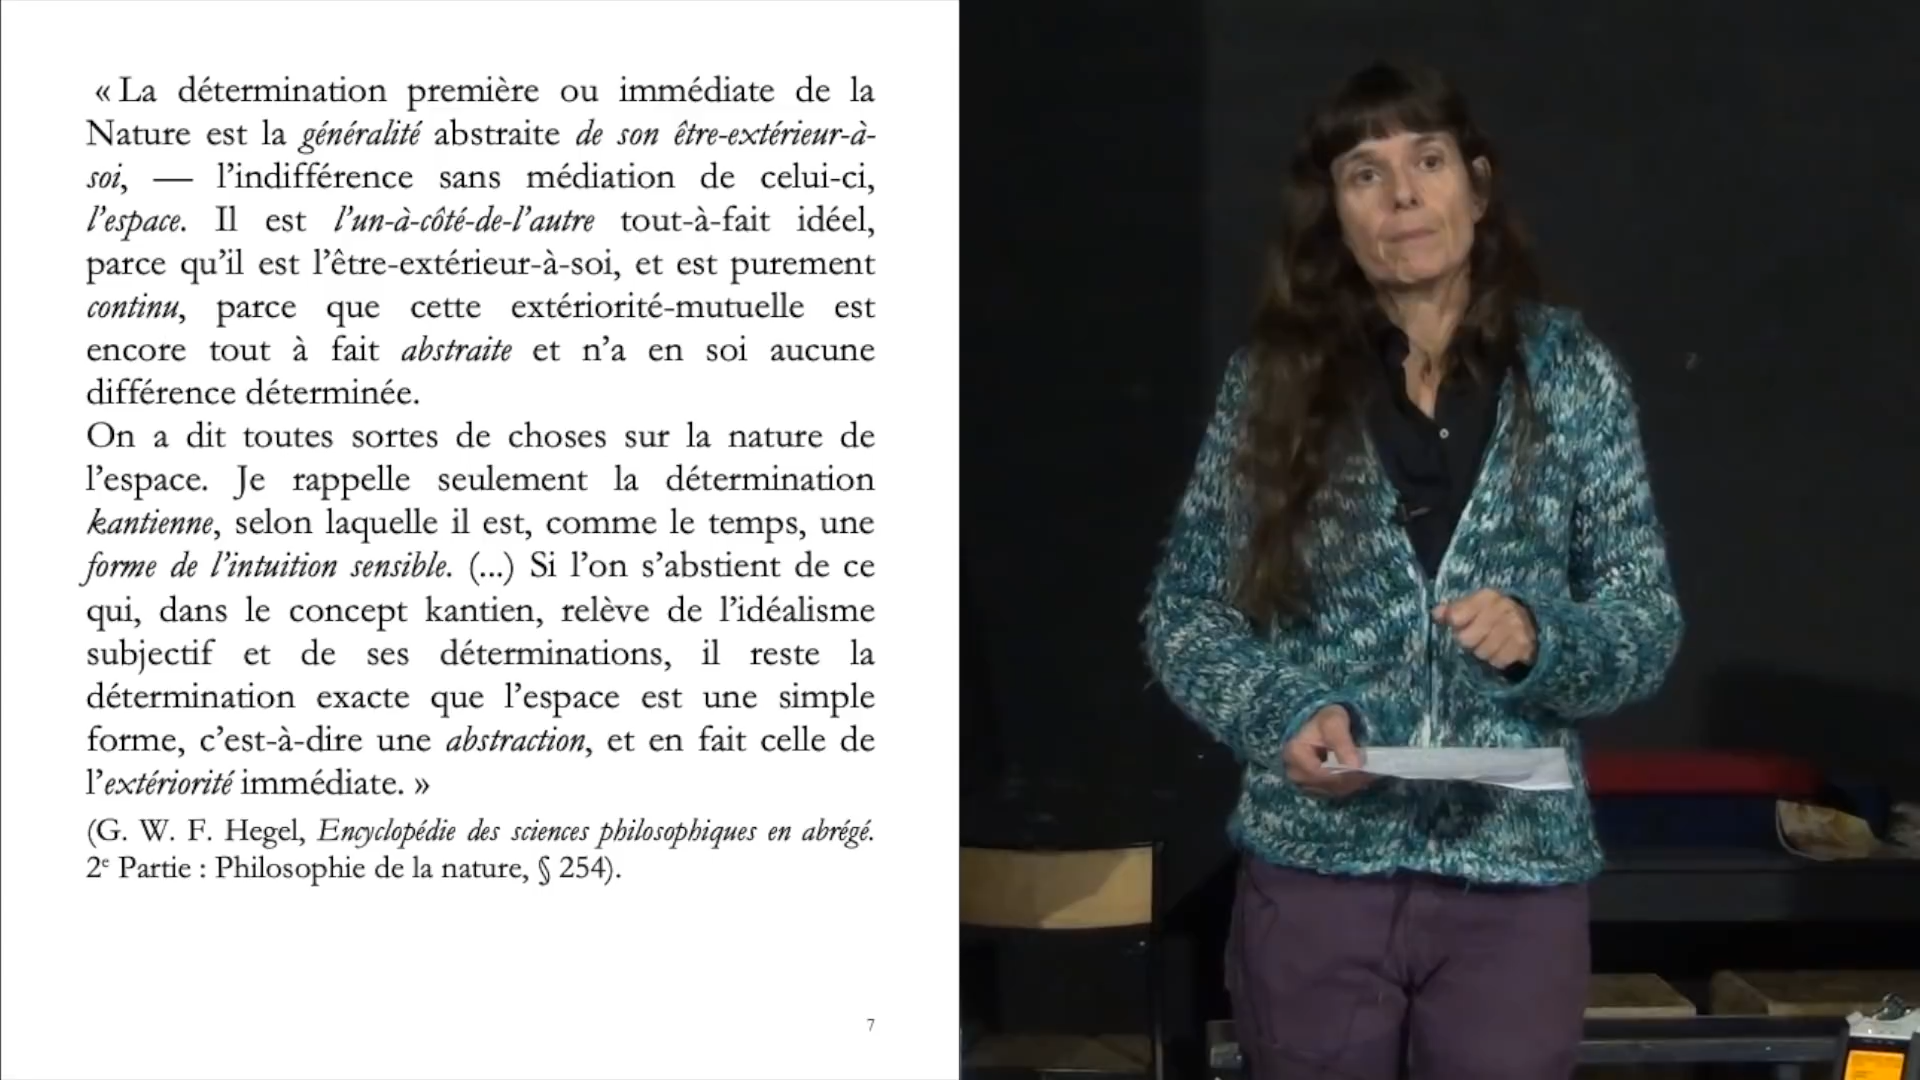 « La détermination première ou immédiate de la
Nature est la généralité abstraite de son être-extérieur-à-
soi, — l’indifférence sans médiation de celui-ci,
l’espace. Il est l’un-à-côté-de-l’autre tout-à-fait idéel,
parce qu’il est l’être-extérieur-à-soi, et est purement
continu, parce que cette extériorité-mutuelle est
encore tout à fait abstraite et n’a en soi aucune
différence déterminée.
On a dit toutes sortes de choses sur la nature de
l’espace. Je rappelle seulement la détermination
kantienne, selon laquelle il est, comme le temps, une
forme de l’intuition sensible. (...) Si l’on s’abstient de ce
qui, dans le concept kantien, relève de l’idéalisme
subjectif et de ses déterminations, il reste la
détermination exacte que l’espace est une simple
forme, c’est-à-dire une abstraction, et en fait celle de
l’extériorité immédiate. »
(G. W. F. Hegel, Encyclopédie des sciences philosophiques en abrégé.
2e Partie : Philosophie de la nature, § 254).
7